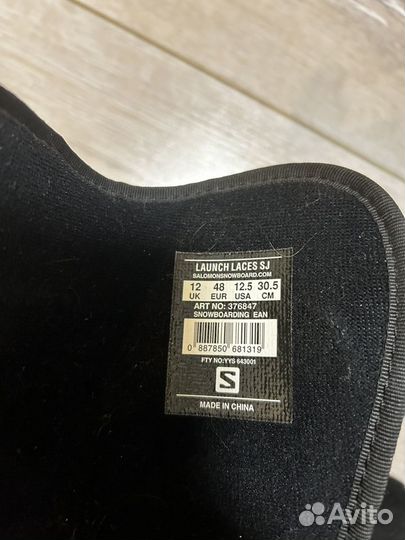 LAUNCH LACES SJ
SALOMONSNOWBOARD.COM
12 48 12.5 30.5
UK EUR USA CM
ART NO: 376847
SNOWBOARDING EAN
0 887850 681319
FTY NO:YYS 643001
S
MADE IN CHINA
Avito